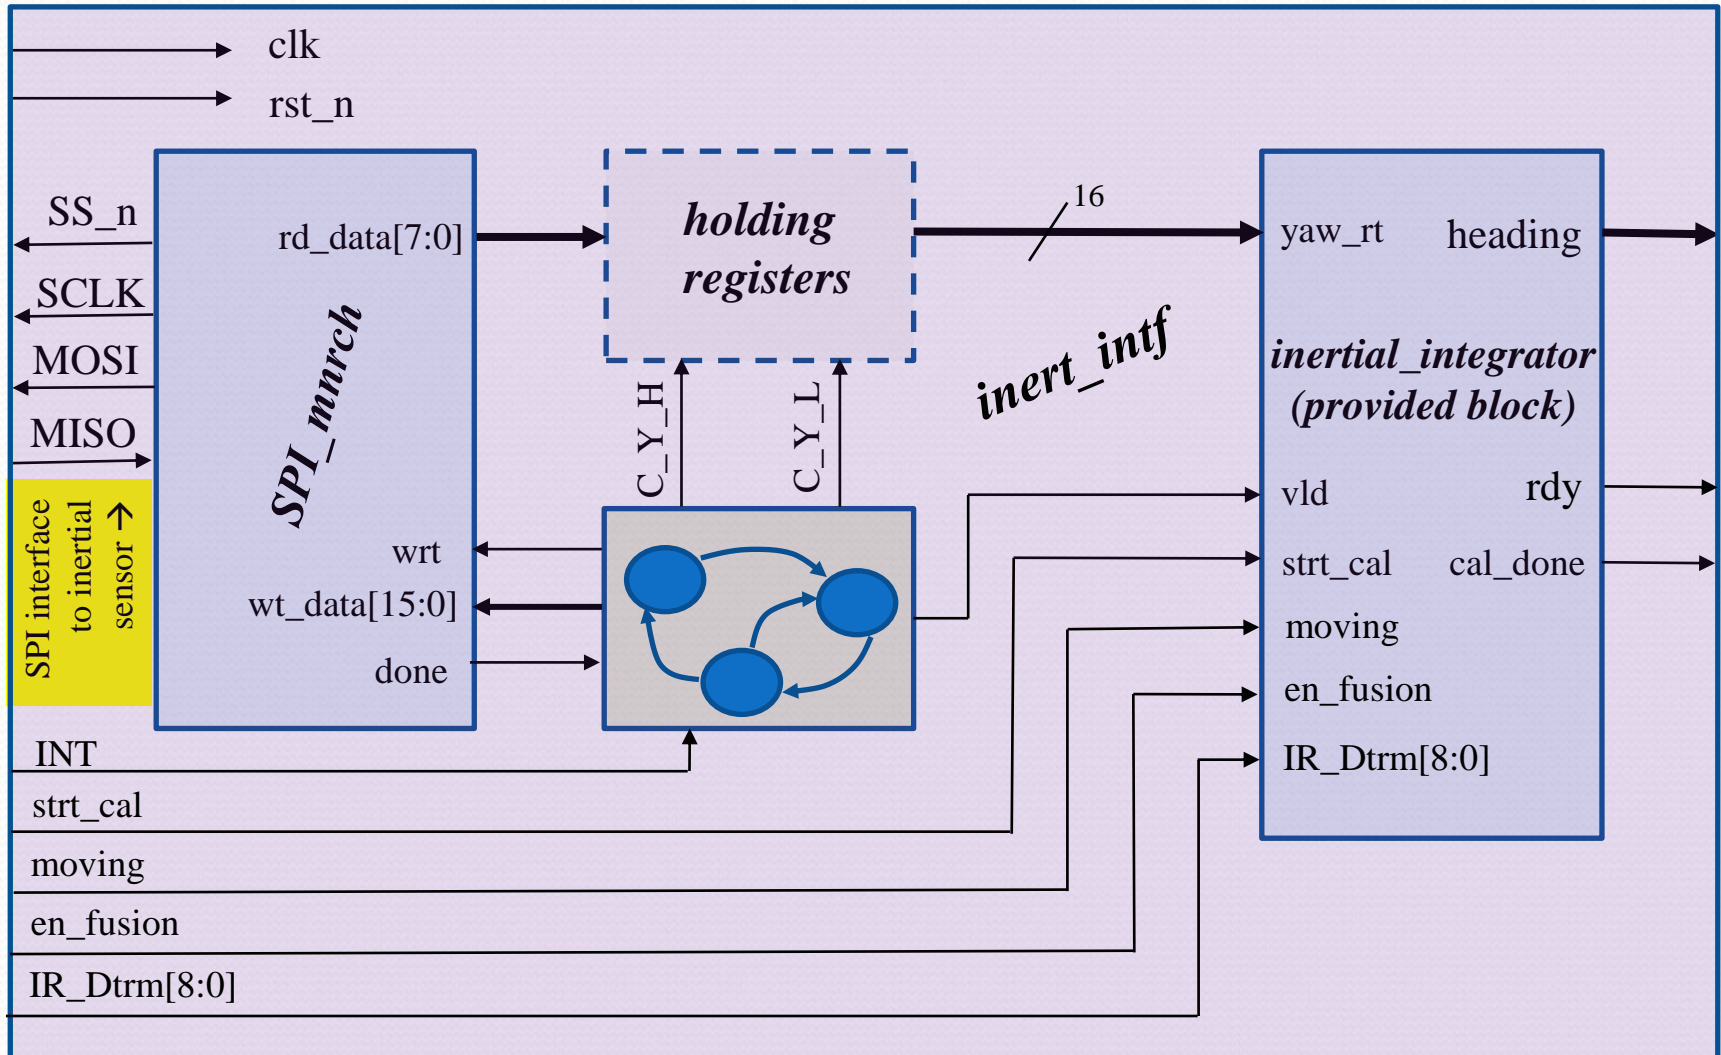 clk
rst_n
SS_n
SCLK
MOSI
MISO
SPI interface
to inertial
sensor →
rd_data[7:0]
SPI_mnrch
wrt
wt_data[15:0]
done
holding
registers
C_Y_H
C_Y_L
16
inert_intf
yaw_rt
heading
inertial_integrator
(provided block)
vld
rdy
strt_cal
cal_done
moving
en_fusion
IR_Dtrm[8:0]
INT
strt_cal
moving
en_fusion
IR_Dtrm[8:0]